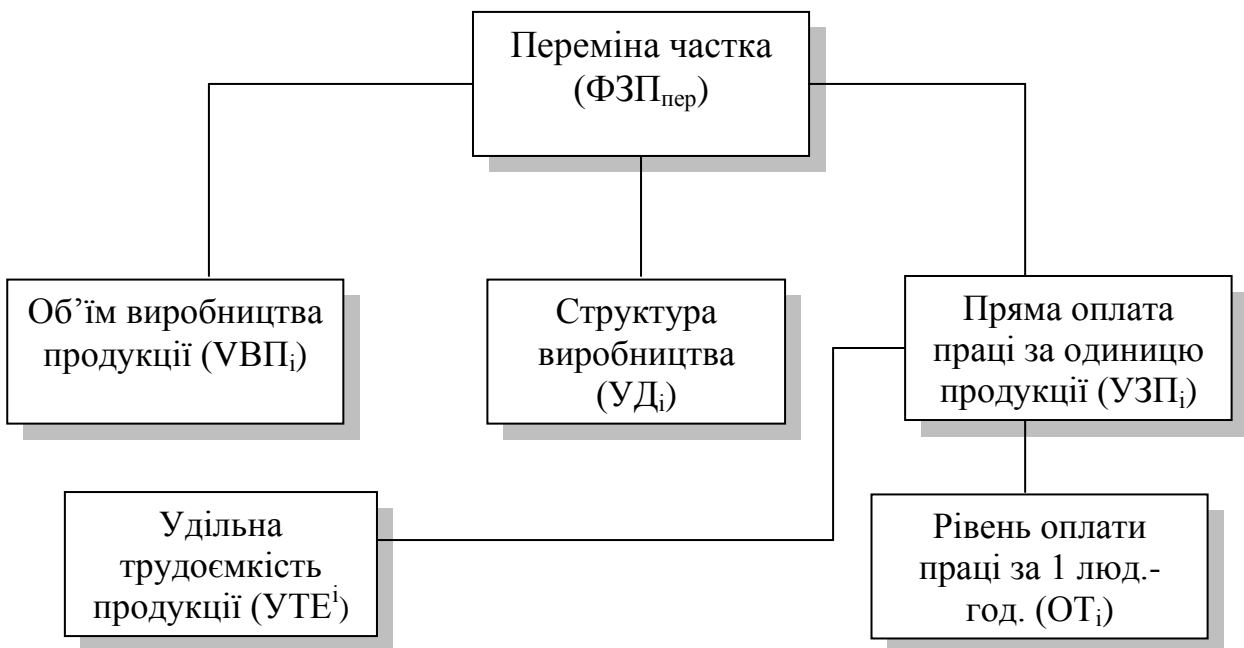 Переміна частка
(ФЗПпер)
Об’їм виробництва
продукції (VВПі)
Структура
виробництва
(УДі)
Пряма оплата
праці за одиницю
продукції (УЗПі)
Удільна
трудоємкість
продукції (УТЕі)
Рівень оплати
праці за 1 люд.-
год. (ОТі)